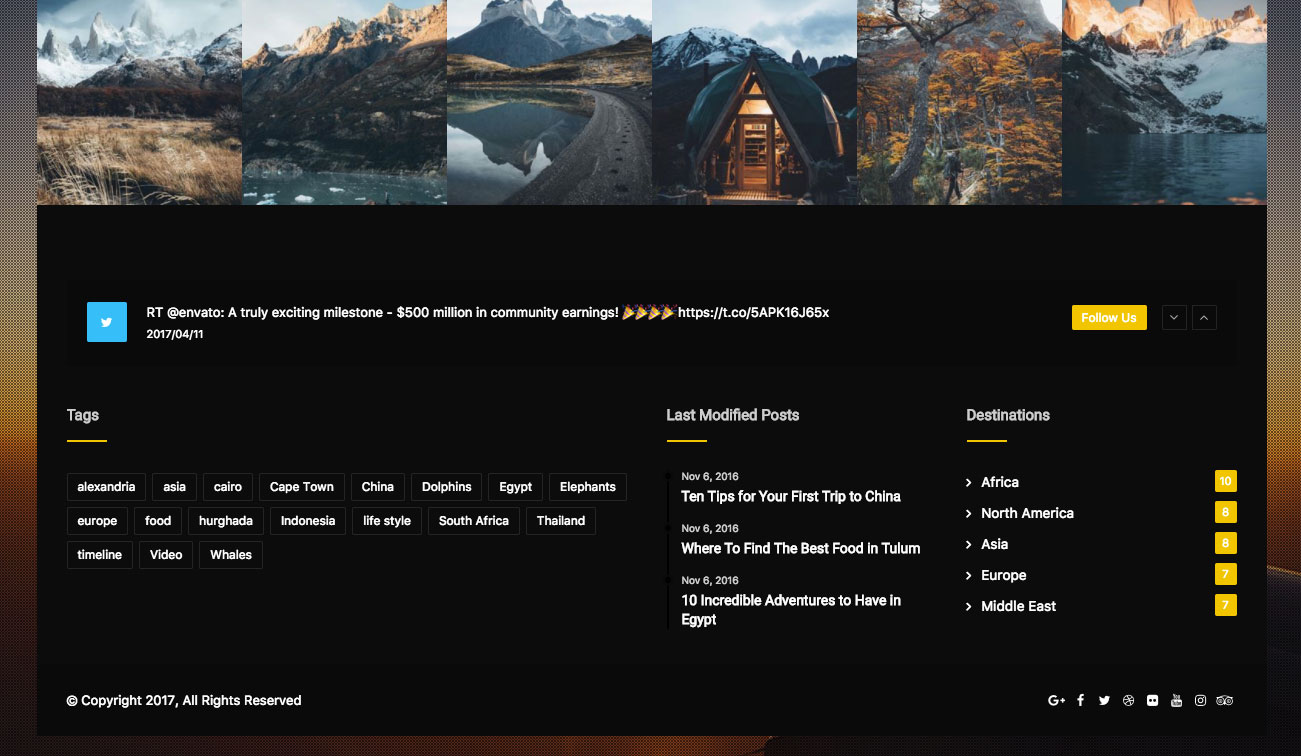 RT @envato: A truly exciting milestone - $500 million in community earnings! 🎉🎉🎉🎉https://t.co/5APK16J65x
2017/04/11
Follow Us
Tags
alexandria asia cairo Cape Town China Dolphins Egypt Elephants
europe food hurghada Indonesia life style South Africa Thailand
timeline Video Whales
Last Modified Posts
Nov 6, 2016
Ten Tips for Your First Trip to China
Nov 6, 2016
Where To Find The Best Food in Tulum
Nov 6, 2016
10 Incredible Adventures to Have in
Egypt
Destinations
Africa 10
North America 8
Asia 8
Europe 7
Middle East 7
© Copyright 2017, All Rights Reserved